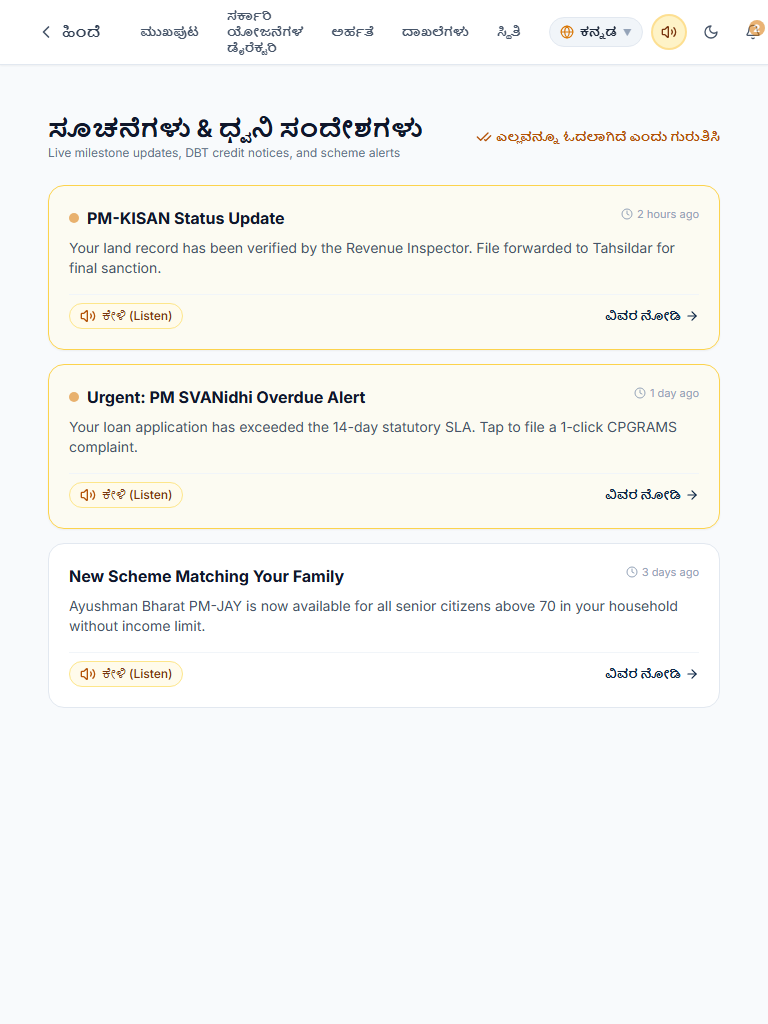 ಹಿಂದೆ
ಮುಖಪುಟ
ಸರ್ಕಾರಿ
ಯೋಜನೆಗಳ
ಡೈರೆಕ್ಟರಿ
ಅರ್ಹತೆ
ದಾಖಲೆಗಳು
ಸ್ಥಿತಿ
ಕನ್ನಡ ▼
ಸೂಚನೆಗಳು & ಧ್ವನಿ ಸಂದೇಶಗಳು
Live milestone updates, DBT credit notices, and scheme alerts
ಎಲ್ಲವನ್ನೂ ಓದಲಾಗಿದೆ ಎಂದು ಗುರುತಿಸಿ
PM-KISAN Status Update
2 hours ago
Your land record has been verified by the Revenue Inspector. File forwarded to Tahsildar for
final sanction.
ಕೇಳಿ (Listen)
ವಿವರ ನೋಡಿ →
Urgent: PM SVANidhi Overdue Alert
1 day ago
Your loan application has exceeded the 14-day statutory SLA. Tap to file a 1-click CPGRAMS
complaint.
ಕೇಳಿ (Listen)
ವಿವರ ನೋಡಿ →
New Scheme Matching Your Family
3 days ago
Ayushman Bharat PM-JAY is now available for all senior citizens above 70 in your household
without income limit.
ಕೇಳಿ (Listen)
ವಿವರ ನೋಡಿ →